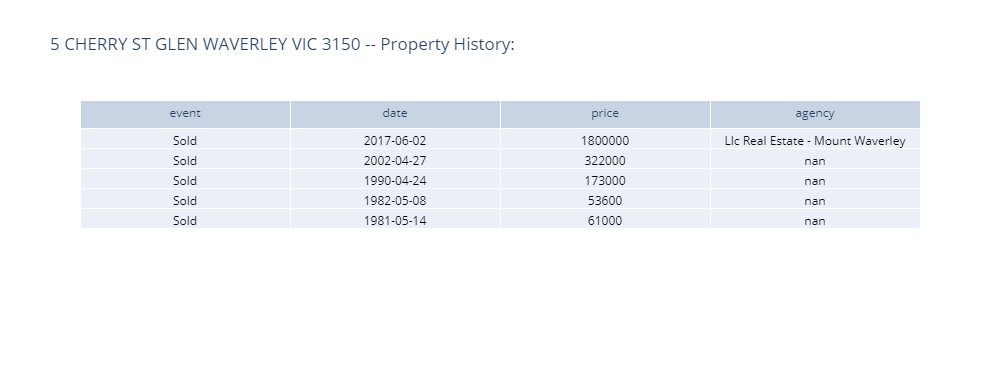 5 CHERRY ST GLEN WAVERLEY VIC 3150 -- Property History:
event date price agency
Sold 2017-06-02 1800000 Llc Real Estate - Mount Waverley
Sold 2002-04-27 322000 nan
Sold 1990-04-24 173000 nan
Sold 1982-05-08 53600 nan
Sold 1981-05-14 61000 nan